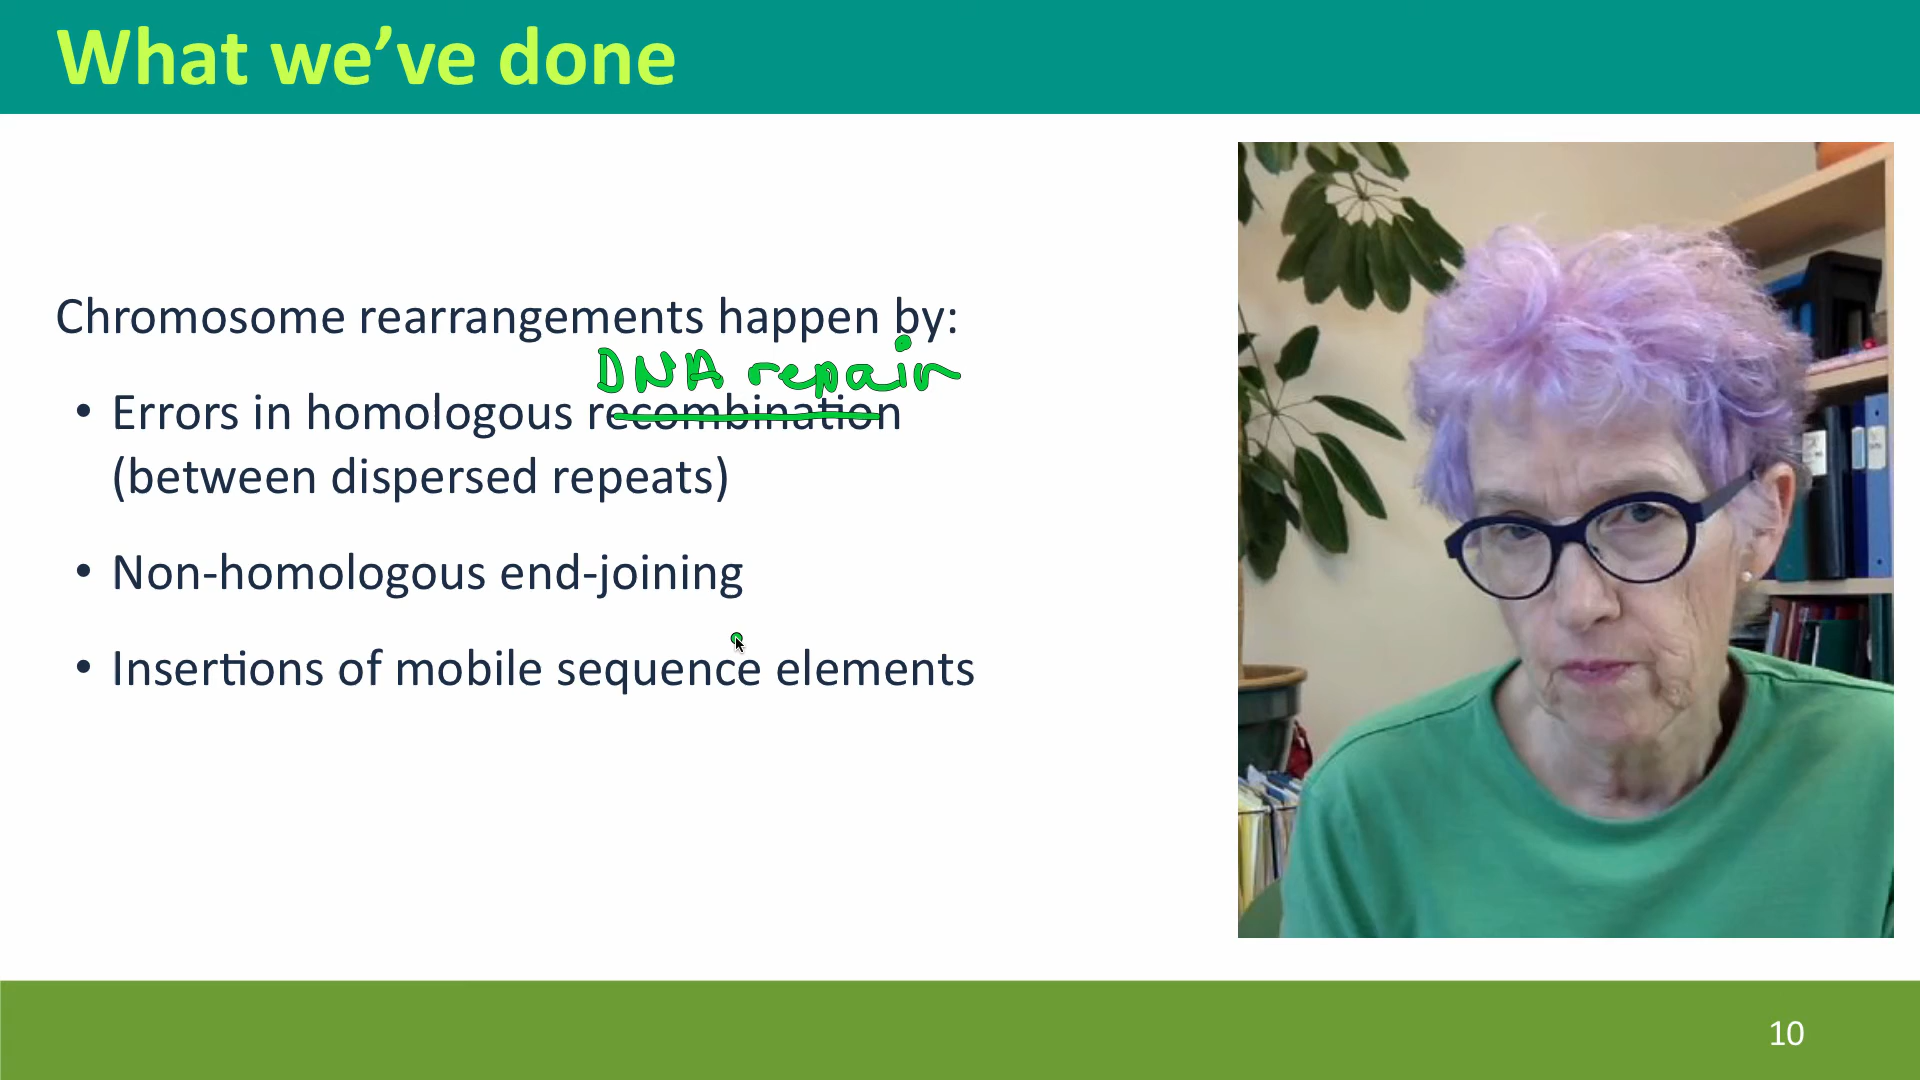 What we've done
Chromosome rearrangements happen by:
DNA repair
• Errors in homologous recombination
(between dispersed repeats)
• Non-homologous end-joining
• Insertions of mobile sequence elements
10